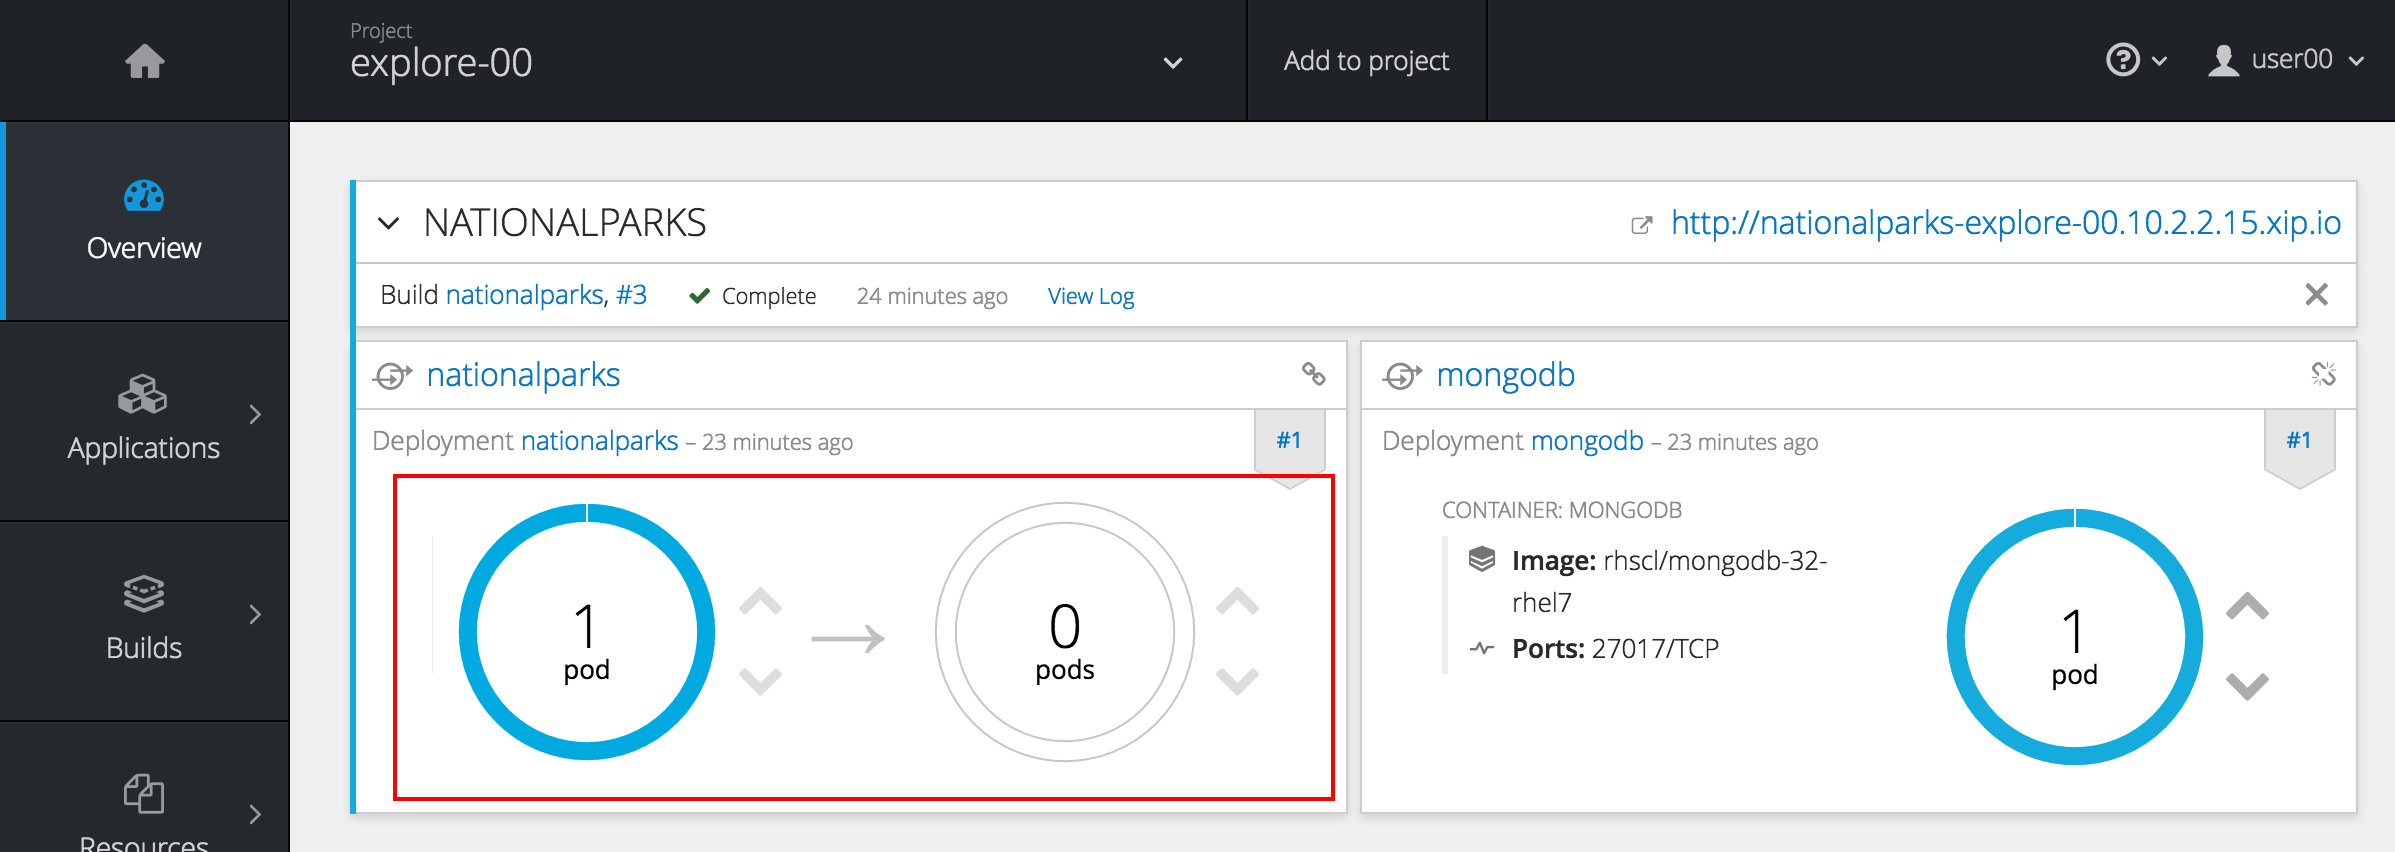 Project
explore-00
Add to project
user00
Overview
Applications
Builds
Resources
NATIONALPARKS
http://nationalparks-explore-00.10.2.2.15.xip.io
Build nationalparks, #3 Complete 24 minutes ago View Log
nationalparks
Deployment nationalparks – 23 minutes ago
#1
1
pod
0
pods
mongodb
Deployment mongodb – 23 minutes ago
#1
CONTAINER: MONGODB
Image: rhscl/mongodb-32-
rhel7
Ports: 27017/TCP
1
pod